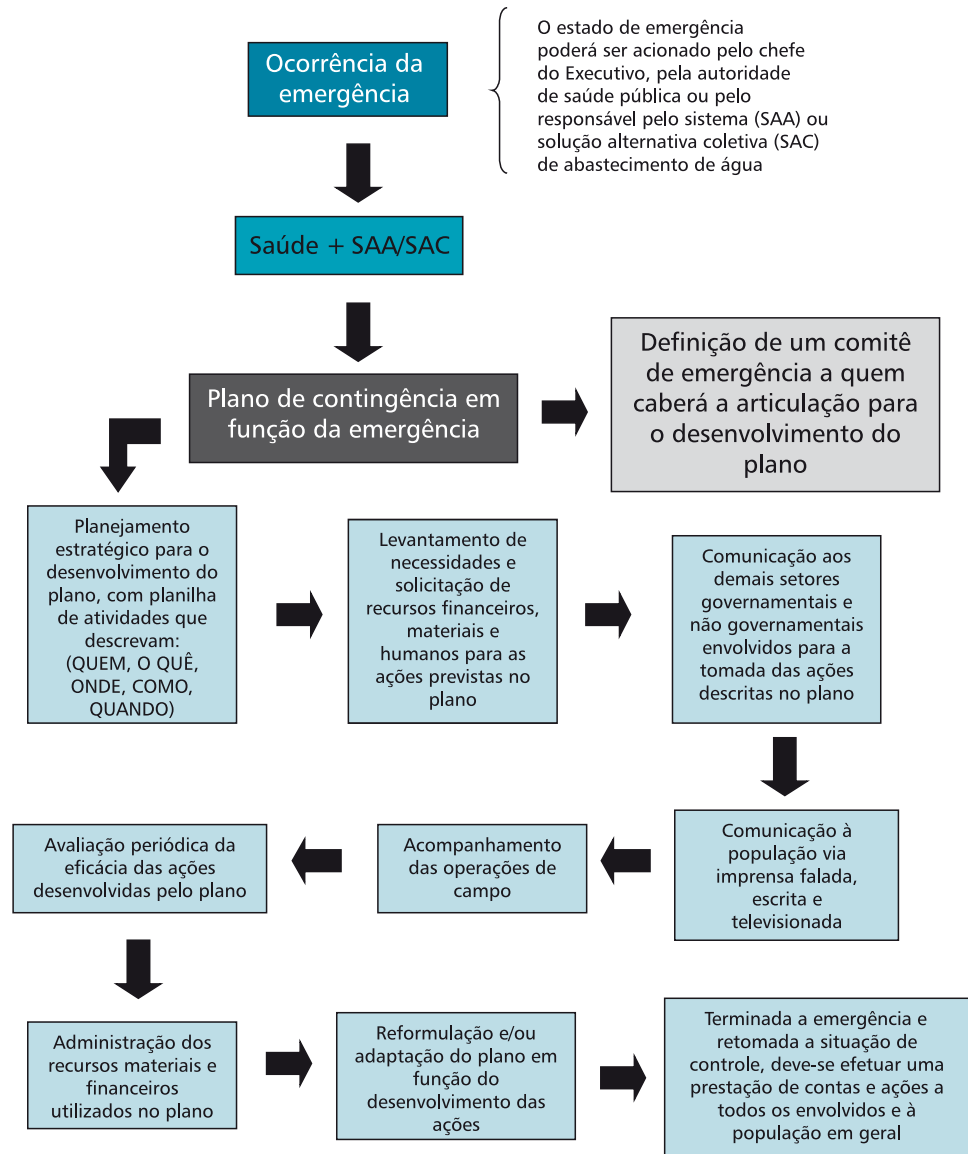 Ocorrência da
emergência
O estado de emergência
poderá ser acionado pelo chefe
do Executivo, pela autoridade
de saúde pública ou pelo
responsável pelo sistema (SAA) ou
solução alternativa coletiva (SAC)
de abastecimento de água
Saúde + SAA/SAC
Plano de contingência em
função da emergência
Definição de um comitê
de emergência a quem
caberá a articulação para
o desenvolvimento do
plano
Planejamento
estratégico para o
desenvolvimento do
plano, com planilha
de atividades que
descrevam:
(QUEM, O QUÊ,
ONDE, COMO,
QUANDO)
Levantamento de
necessidades e
solicitação de
recursos financeiros,
materiais e
humanos para as
ações previstas no
plano
Comunicação aos
demais setores
governamentais e
não governamentais
envolvidos para a
tomada das ações
descritas no plano
Comunicação à
população via
imprensa falada,
escrita e
televisionada
Acompanhamento
das operações de
campo
Avaliação periódica da
eficácia das ações
desenvolvidas pelo plano
Administração dos
recursos materiais e
financeiros
utilizados no plano
Reformulação e/ou
adaptação do plano em
função do
desenvolvimento das
ações
Terminada a emergência e
retomada a situação de
controle, deve-se efetuar uma
prestação de contas e ações a
todos os envolvidos e à
população em geral